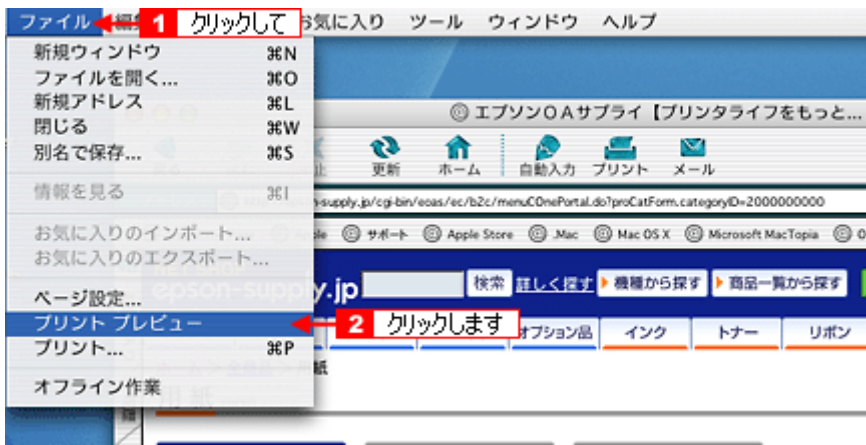 ファイル 1 クリックして お気に入り ツール ウィンドウ ヘルプ
新規ウィンドウ ⌘N
ファイルを開く... ⌘O
新規アドレス ⌘L
閉じる ⌘W
別名で保存... ⌘S
情報を見る ⌘I
お気に入りのインポート...
お気に入りのエクスポート...
ページ設定...
プリント プレビュー 2 クリックします
プリント... ⌘P
オフライン作業
@ エプソンOAサプライ【プリンタライフをもっと...
更新 ホーム 自動入力 プリント メール
-supply.jp/cgi-bin/eoas/ec/b2c/menuCOnePortal.do?proCatForm.categoryID=2000000000
@ サポート @ Apple Store @ .Mac @ Mac OS X @ Microsoft MacTopia @
epson-supply.jp 検索 詳しく探す 機種から探す 商品一覧から探す
オプション品 インク トナー リボン
用紙